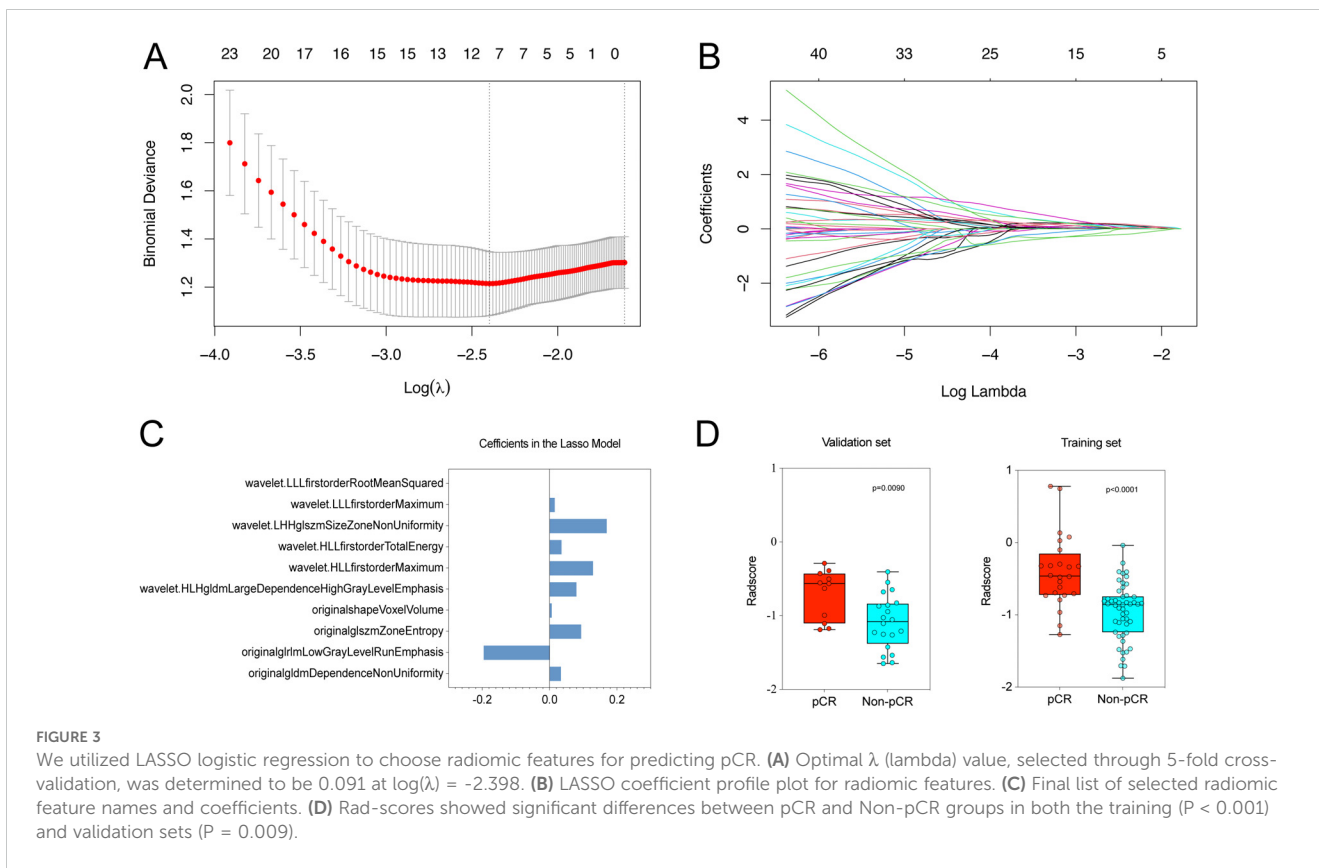 A
23 20 17 16 15 15 13 12 7 7 5 5 1 0
Binomial Deviance
2.0
1.8
1.6
1.4
1.2
−4.0 −3.5 −3.0 −2.5 −2.0
Log(λ)
B
40 33 25 15 5
Coefficients
4
2
0
−2
−6 −5 −4 −3 −2
Log Lambda
C
Cefficients in the Lasso Model
wavelet.LLLfirstorderRootMeanSquared
wavelet.LLLfirstorderMaximum
wavelet.LHHglszmSizeZoneNonUniformity
wavelet.HLLfirstorderTotalEnergy
wavelet.HLLfirstorderMaximum
wavelet.HLHgldmLargeDependenceHighGrayLevelEmphasis
originalshapeVoxelVolume
originalglszmZoneEntropy
originalglrlmLowGrayLevelRunEmphasis
originalgldmDependenceNonUniformity
-0.2 0.0 0.2
D
Validation set
p=0.0090
Radscore
1
0
-1
-2
pCR Non-pCR
Training set
p<0.0001
Radscore
1
0
-1
-2
pCR Non-pCR
FIGURE 3
We utilized LASSO logistic regression to choose radiomic features for predicting pCR. (A) Optimal λ (lambda) value, selected through 5-fold cross-
validation, was determined to be 0.091 at log(λ) = -2.398. (B) LASSO coefficient profile plot for radiomic features. (C) Final list of selected radiomic
feature names and coefficients. (D) Rad-scores showed significant differences between pCR and Non-pCR groups in both the training (P < 0.001)
and validation sets (P = 0.009).